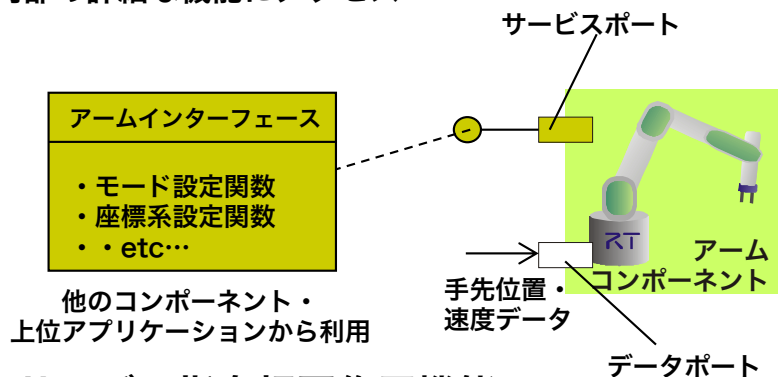 サービスポート
アームインターフェース
・モード設定関数
・座標系設定関数
・・etc…
RT
アーム
コンポーネント
手先位置・
速度データ
他のコンポーネント・
上位アプリケーションから利用
データポート